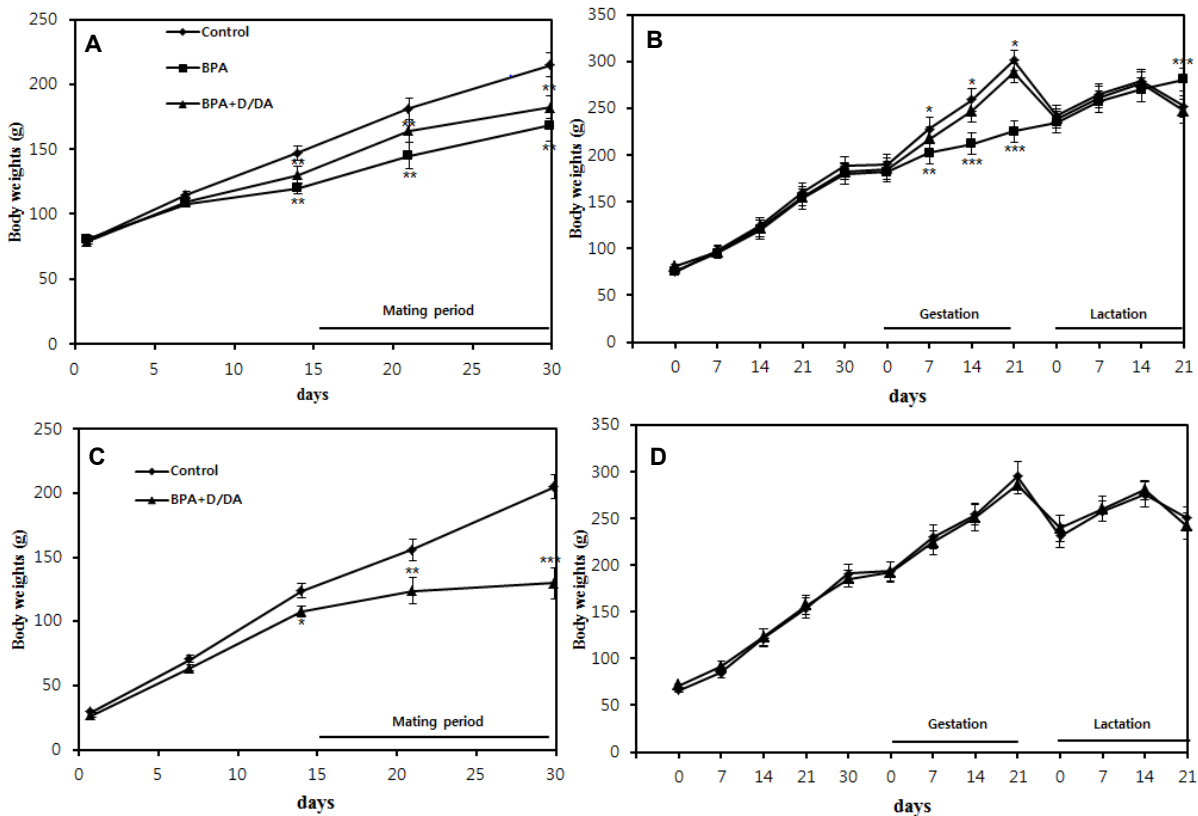 A
Control
BPA
BPA+D/DA
Body weights (g)
250
200
150
100
50
0
**
**
**
**
**
**
Mating period
0 5 10 15 20 25 30
days
B
Body weights (g)
350
300
250
200
150
100
50
0
*
*
*
**
***
***
***
Gestation
Lactation
0 7 14 21 30 0 7 14 21 0 7 14 21
days
C
Control
BPA+D/DA
Body weights (g)
250
200
150
100
50
0
*
**
***
Mating period
0 5 10 15 20 25 30
days
D
Body weights (g)
350
300
250
200
150
100
50
0
Gestation
Lactation
0 7 14 21 30 0 7 14 21 0 7 14 21
days